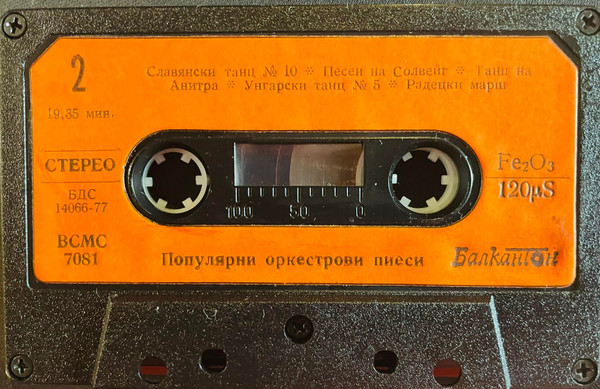 2
Славянски танц № 10 * Песен на Солвейг * Танц на
Анитра * Унгарски танц № 5 * Радецки марш
19,35 мин.
СТЕРЕО
БДС
14066-77
ВСМС
7081
100 50 0
Fe₂O₃
120μS
Популярни оркестрови пиеси
Балкантон